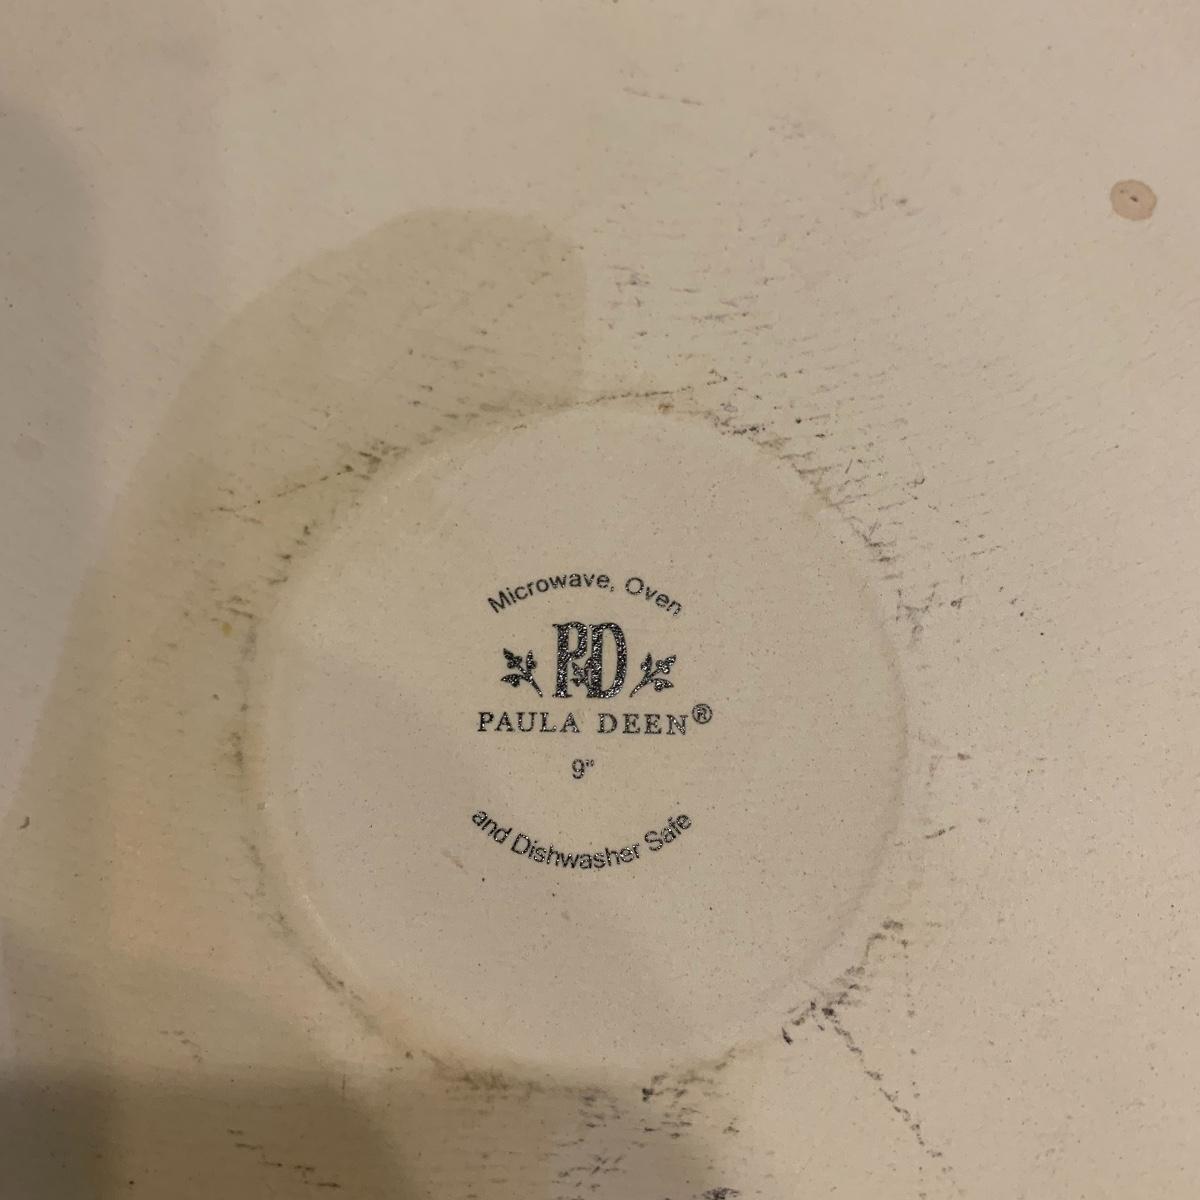 Microwave, Oven
PD
PAULA DEEN®
9"
and Dishwasher Safe